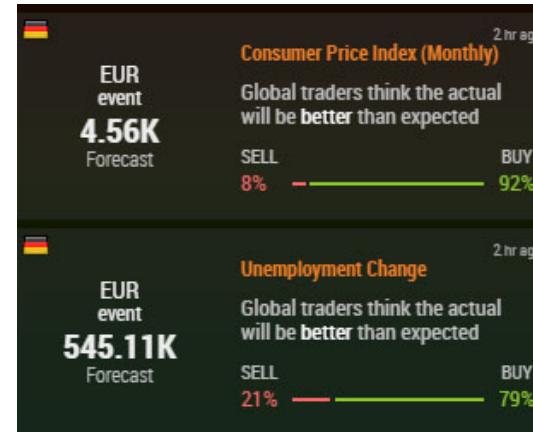 2 hr ag
EUR
event
4.56K
Forecast
Consumer Price Index (Monthly)
Global traders think the actual
will be better than expected
SELL BUY
8% 92%
2 hr ag
EUR
event
545.11K
Forecast
Unemployment Change
Global traders think the actual
will be better than expected
SELL BUY
21% 79%